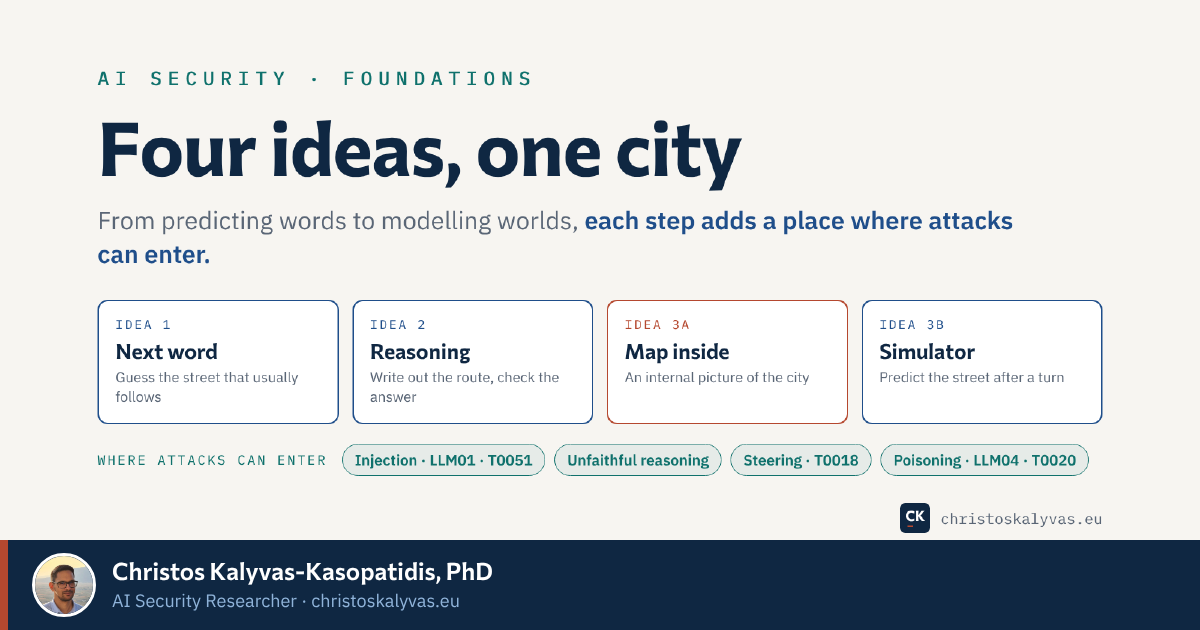 AI SECURITY · FOUNDATIONS
Four ideas, one city
From predicting words to modelling worlds, each step adds a place where attacks
can enter.
IDEA 1
Next word
Guess the street that usually
follows
IDEA 2
Reasoning
Write out the route, check the
answer
IDEA 3A
Map inside
An internal picture of the city
IDEA 3B
Simulator
Predict the street after a turn
WHERE ATTACKS CAN ENTER
Injection · LLM01 · T0051
Unfaithful reasoning
Steering · T0018
Poisoning · LLM04 · T0020
CK christoskalyvas.eu
Christos Kalyvas-Kasopatidis, PhD
AI Security Researcher · christoskalyvas.eu